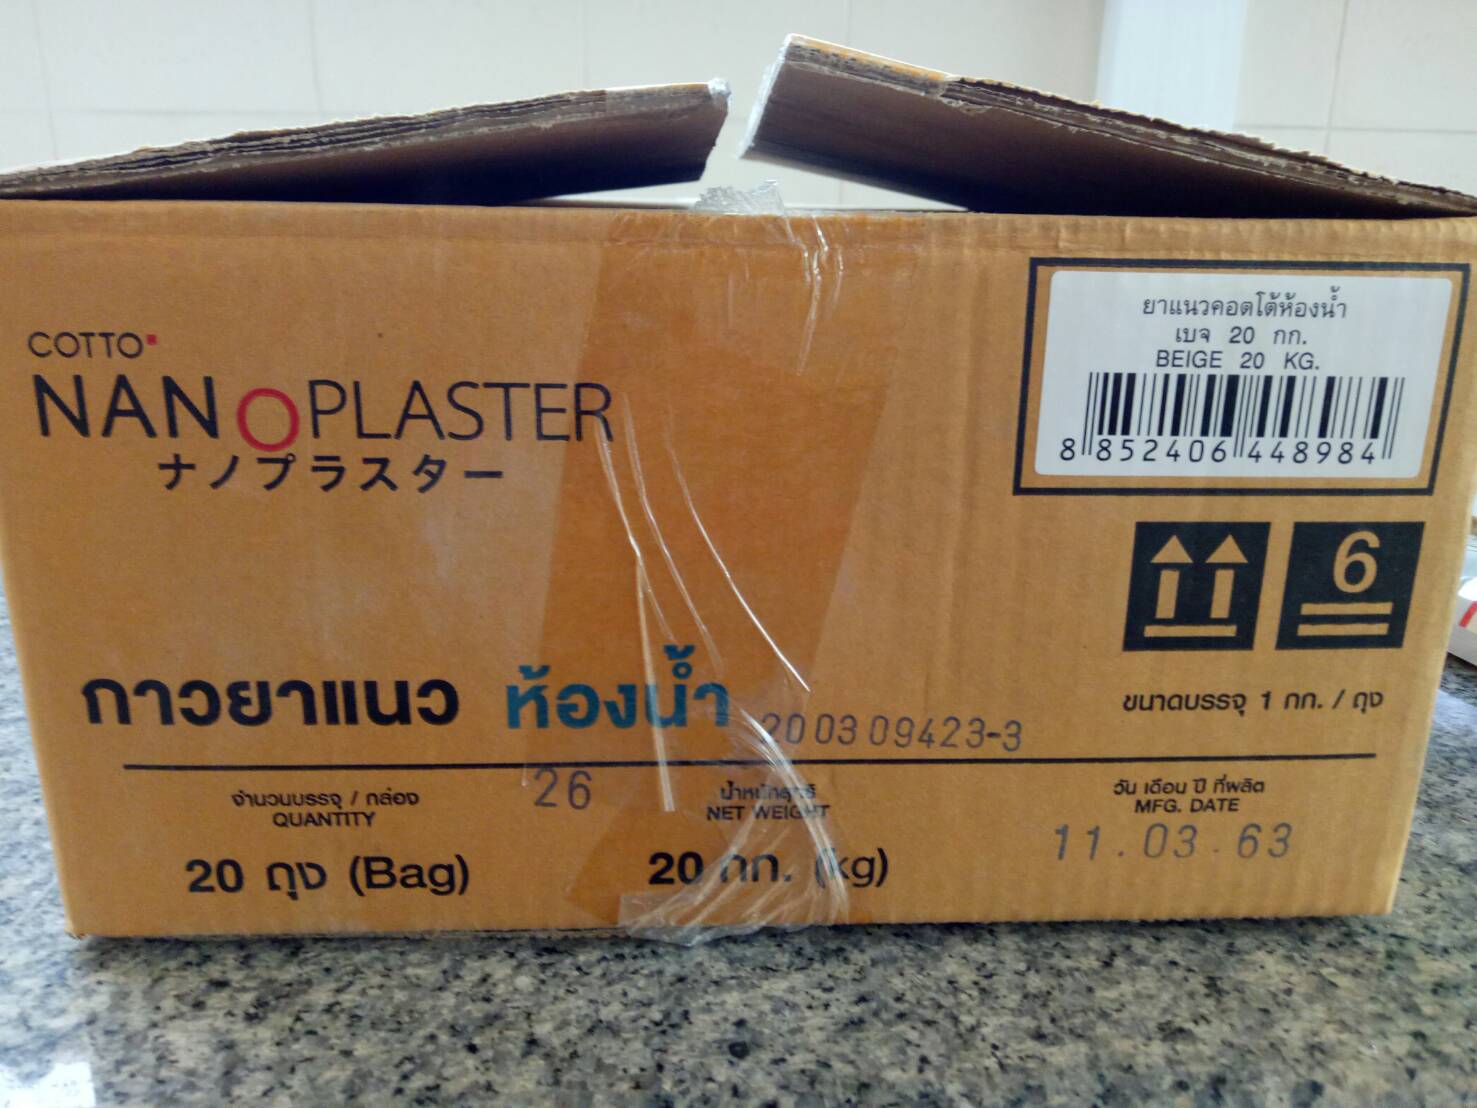 COTTO
NANOPLASTER
ナノプラスター
ยาแนวคอตโต้ห้องน้ำ
เบจ 20 กก.
BEIGE 20 KG.
8 852406 448984
6
กาวยาแนว ห้องน้ำ
200309423-3
ขนาดบรรจุ 1 กก. / ถุง
จำนวนบรรจุ / กล่อง
QUANTITY
20 ถุง (Bag)
26
น้ำหนักสุทธิ
NET WEIGHT
20 กก. (kg)
วัน เดือน ปี ที่ผลิต
MFG. DATE
11.03.63